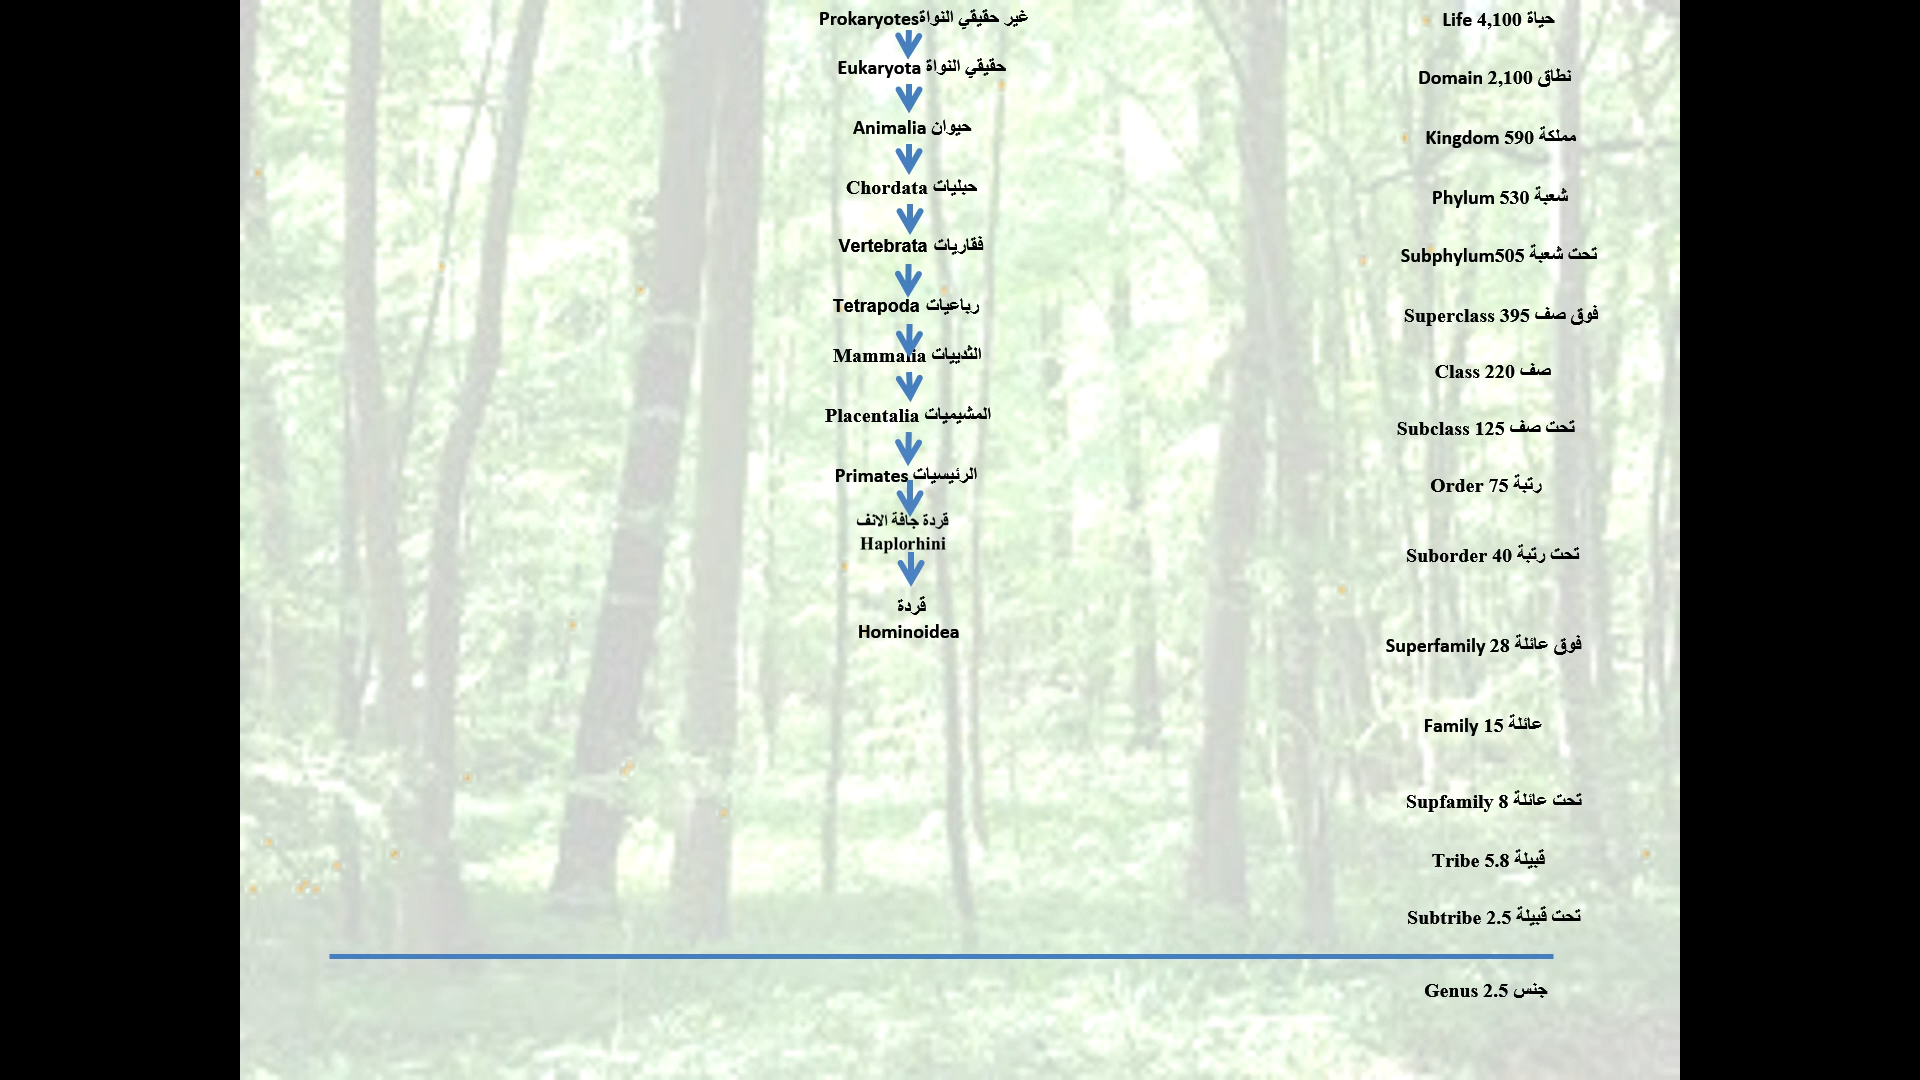 Prokaryotesغير حقيقي النواة
Life 4,100 حياة
Eukaryota حقيقي النواة
Domain 2,100 نطاق
Animalia حيوان
Kingdom 590 مملكة
Chordata حبليات
Phylum 530 شعبة
Vertebrata فقاريات
Subphylum505 تحت شعبة
Tetrapoda رباعيات
Superclass 395 فوق صف
Mammalia الثدييات
Class 220 صف
Placentalia المشيميات
Subclass 125 تحت صف
Primates الرئيسيات
Order 75 رتبة
قردة جافة الانف
Haplorhini
Suborder 40 تحت رتبة
قردة
Hominoidea
Superfamily 28 فوق عائلة
Family 15 عائلة
Supfamily 8 تحت عائلة
Tribe 5.8 قبيلة
Subtribe 2.5 تحت قبيلة
Genus 2.5 جنس